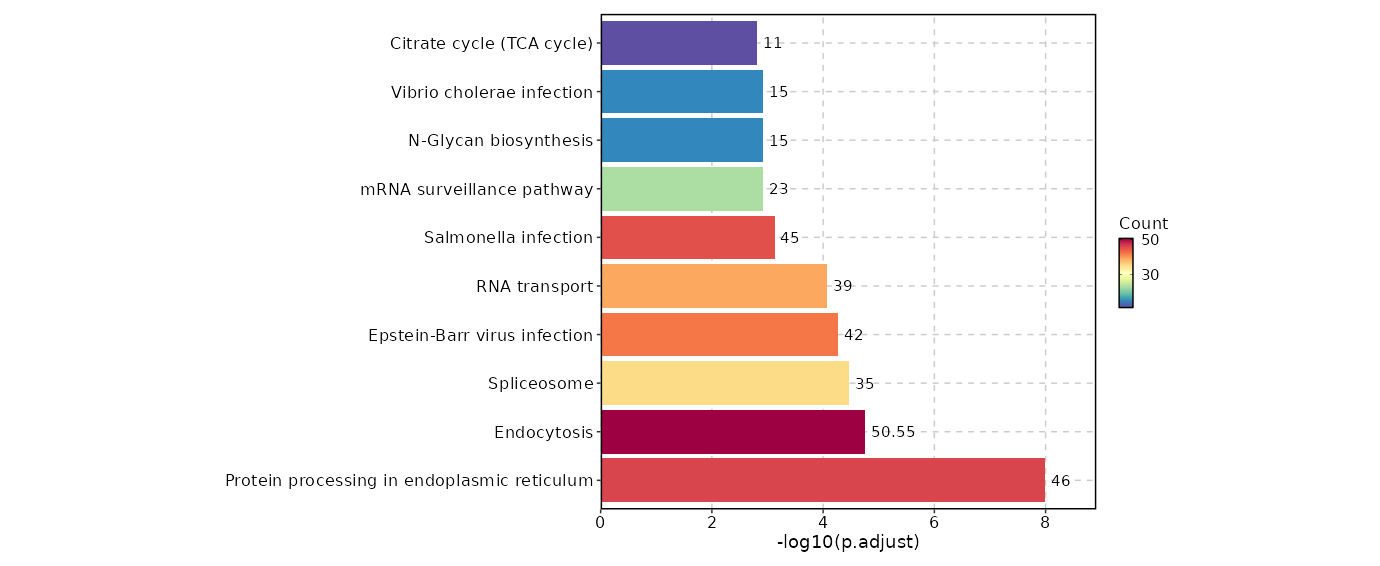 Citrate cycle (TCA cycle) 11
Vibrio cholerae infection 15
N-Glycan biosynthesis 15
mRNA surveillance pathway 23
Salmonella infection 45
RNA transport 39
Epstein-Barr virus infection 42
Spliceosome 35
Endocytosis 50.55
Protein processing in endoplasmic reticulum 46
0 2 4 6 8
-log10(p.adjust)
Count
50
30